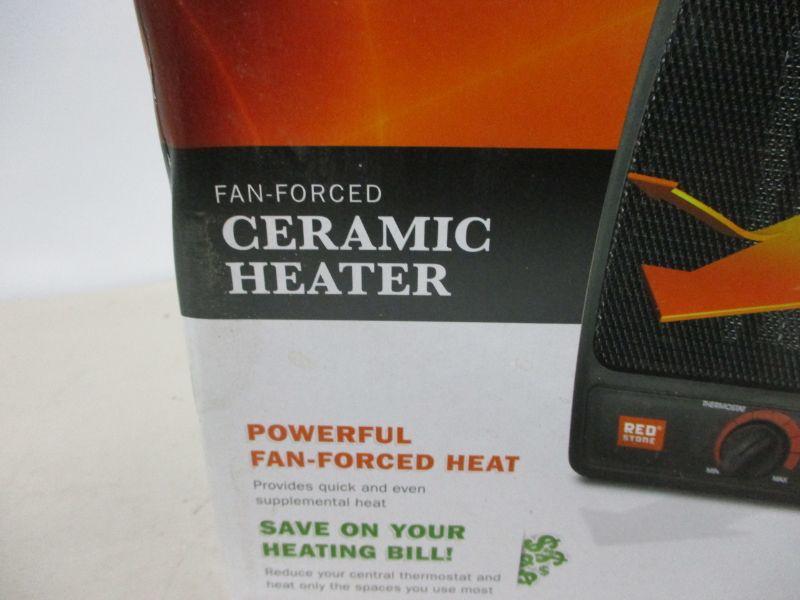 FAN-FORCED
CERAMIC
HEATER
THERMOSTAT
RED®
STONE
MIN
MAX
POWERFUL
FAN-FORCED HEAT
Provides quick and even
supplemental heat
SAVE ON YOUR
HEATING BILL!
Reduce your central thermostat and
heat only the spaces you use most
$$$